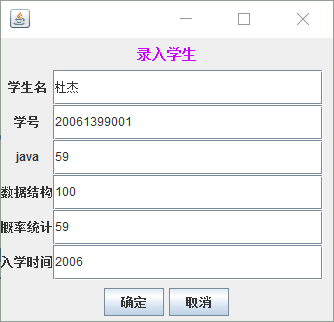 录入学生
学生名 杜杰
学号 20061399001
java 59
数据结构 100
概率统计 59
入学时间 2006
确定 取消